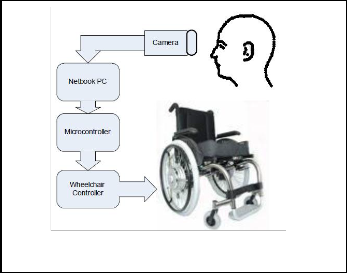 Camera
Netbook PC
Microcontroller
Wheelchair
Controller